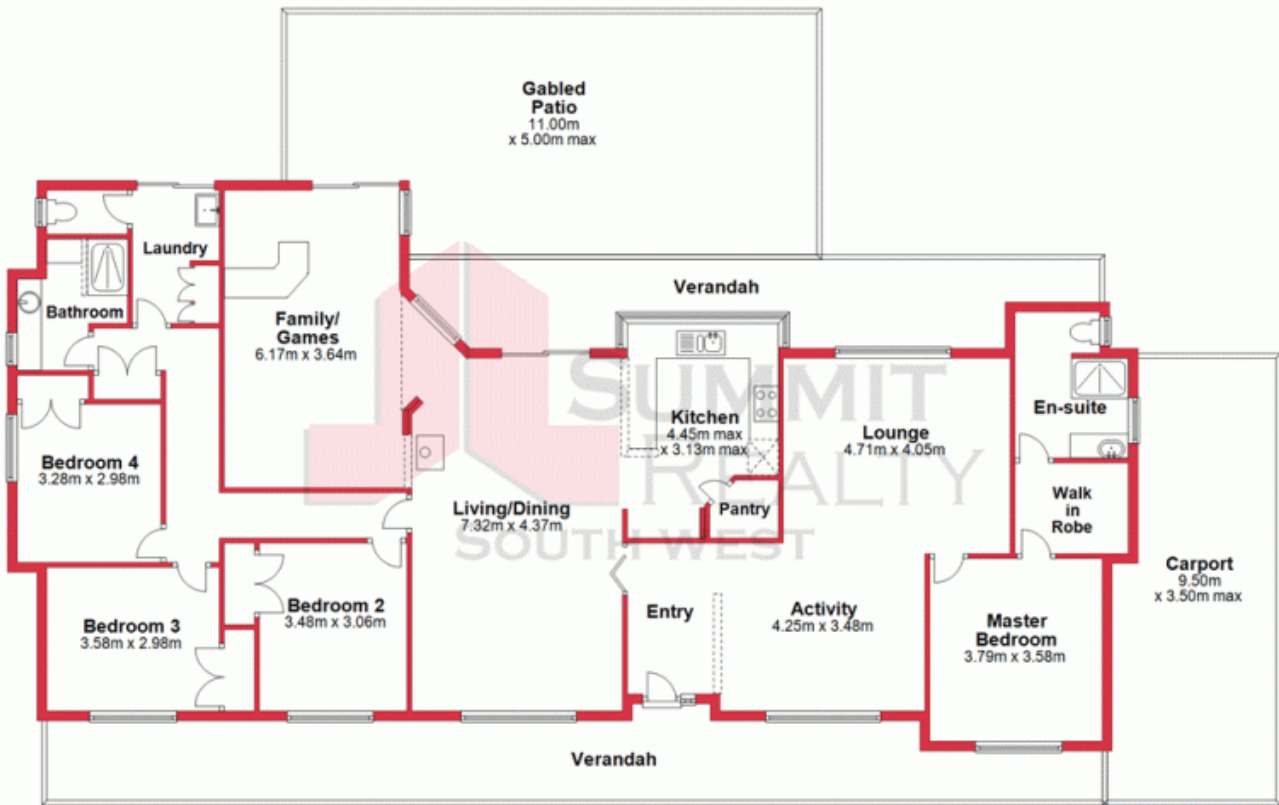 Gabled
Patio
11.00m
x 5.00m max
Laundry
Verandah
Bathroom
Family/
Games
6.17m x 3.64m
Kitchen
4.45m max
x 3.13m max
En-suite
Lounge
4.71m x 4.05m
Bedroom 4
3.28m x 2.98m
Living/Dining
7.32m x 4.37m
Pantry
Walk
in
Robe
SUMMIT
REALTY
SOUTH WEST
Carport
9.50m
x 3.50m max
Bedroom 2
3.48m x 3.06m
Entry
Activity
4.25m x 3.48m
Bedroom 3
3.58m x 2.98m
Master
Bedroom
3.79m x 3.58m
Verandah